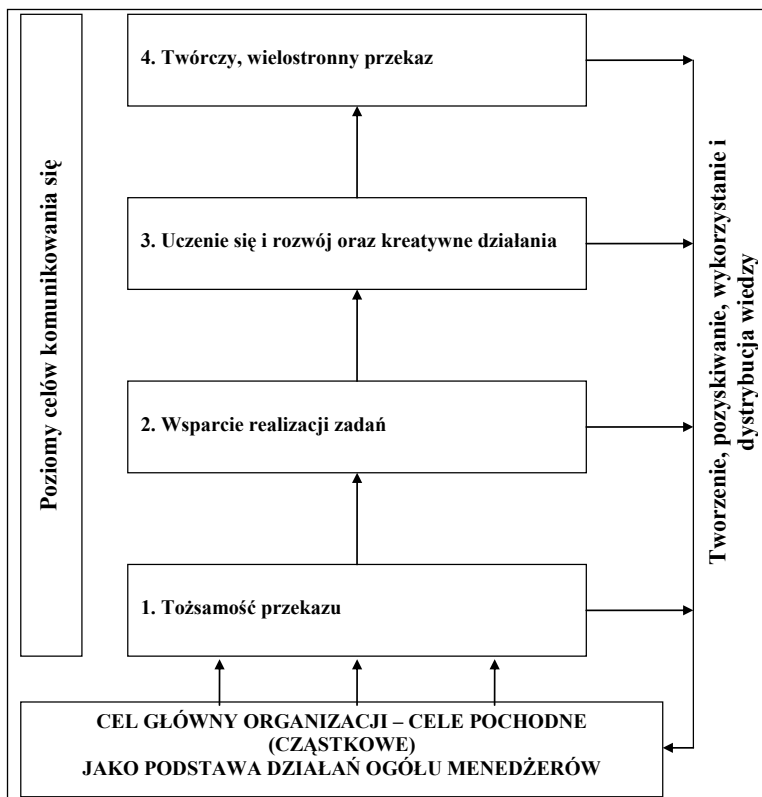 Poziomy celów komunikowania się
4. Twórczy, wielostronny przekaz
3. Uczenie się i rozwój oraz kreatywne działania
2. Wsparcie realizacji zadań
1. Tożsamość przekazu
Tworzenie, pozyskiwanie, wykorzystanie i
dystrybucja wiedzy
CEL GŁÓWNY ORGANIZACJI – CELE POCHODNE
(CZĄSTKOWE)
JAKO PODSTAWA DZIAŁAŃ OGÓŁU MENEDŻERÓW